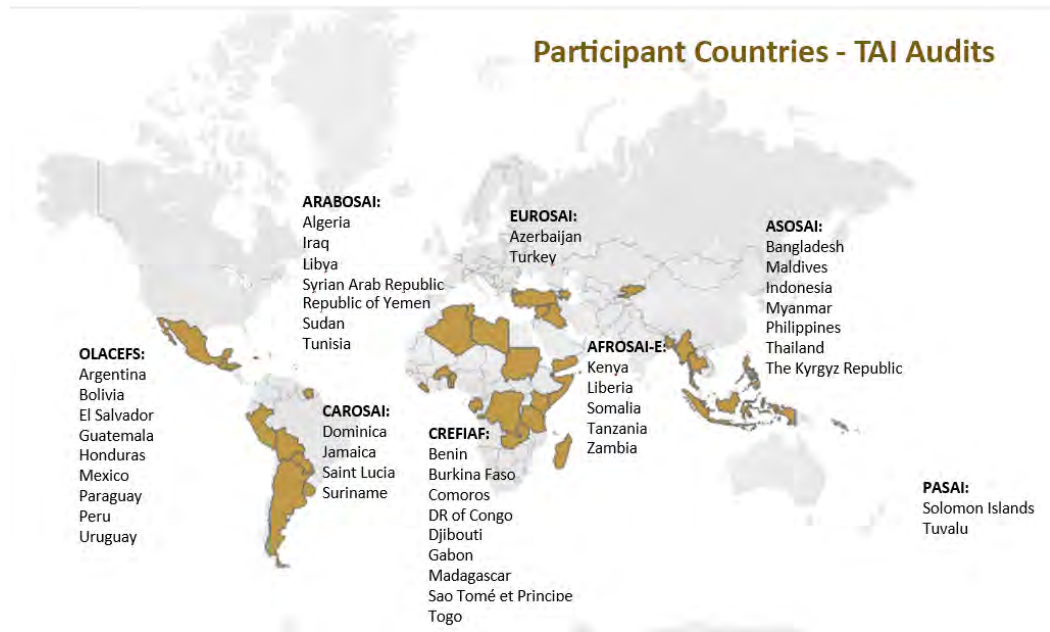 Participant Countries - TAI Audits
ARABOSAI:
Algeria
Iraq
Libya
Syrian Arab Republic
Republic of Yemen
Sudan
Tunisia
EUROSAI:
Azerbaijan
Turkey
ASOSAI:
Bangladesh
Maldives
Indonesia
Myanmar
Philippines
Thailand
The Kyrgyz Republic
OLACEFS:
Argentina
Bolivia
El Salvador
Guatemala
Honduras
Mexico
Paraguay
Peru
Uruguay
CAROSAI:
Dominica
Jamaica
Saint Lucia
Suriname
CREFIAF:
Benin
Burkina Faso
Comoros
DR of Congo
Djibouti
Gabon
Madagascar
Sao Tomé et Principe
Togo
AFROSAI-E:
Kenya
Liberia
Somalia
Tanzania
Zambia
PASAI:
Solomon Islands
Tuvalu